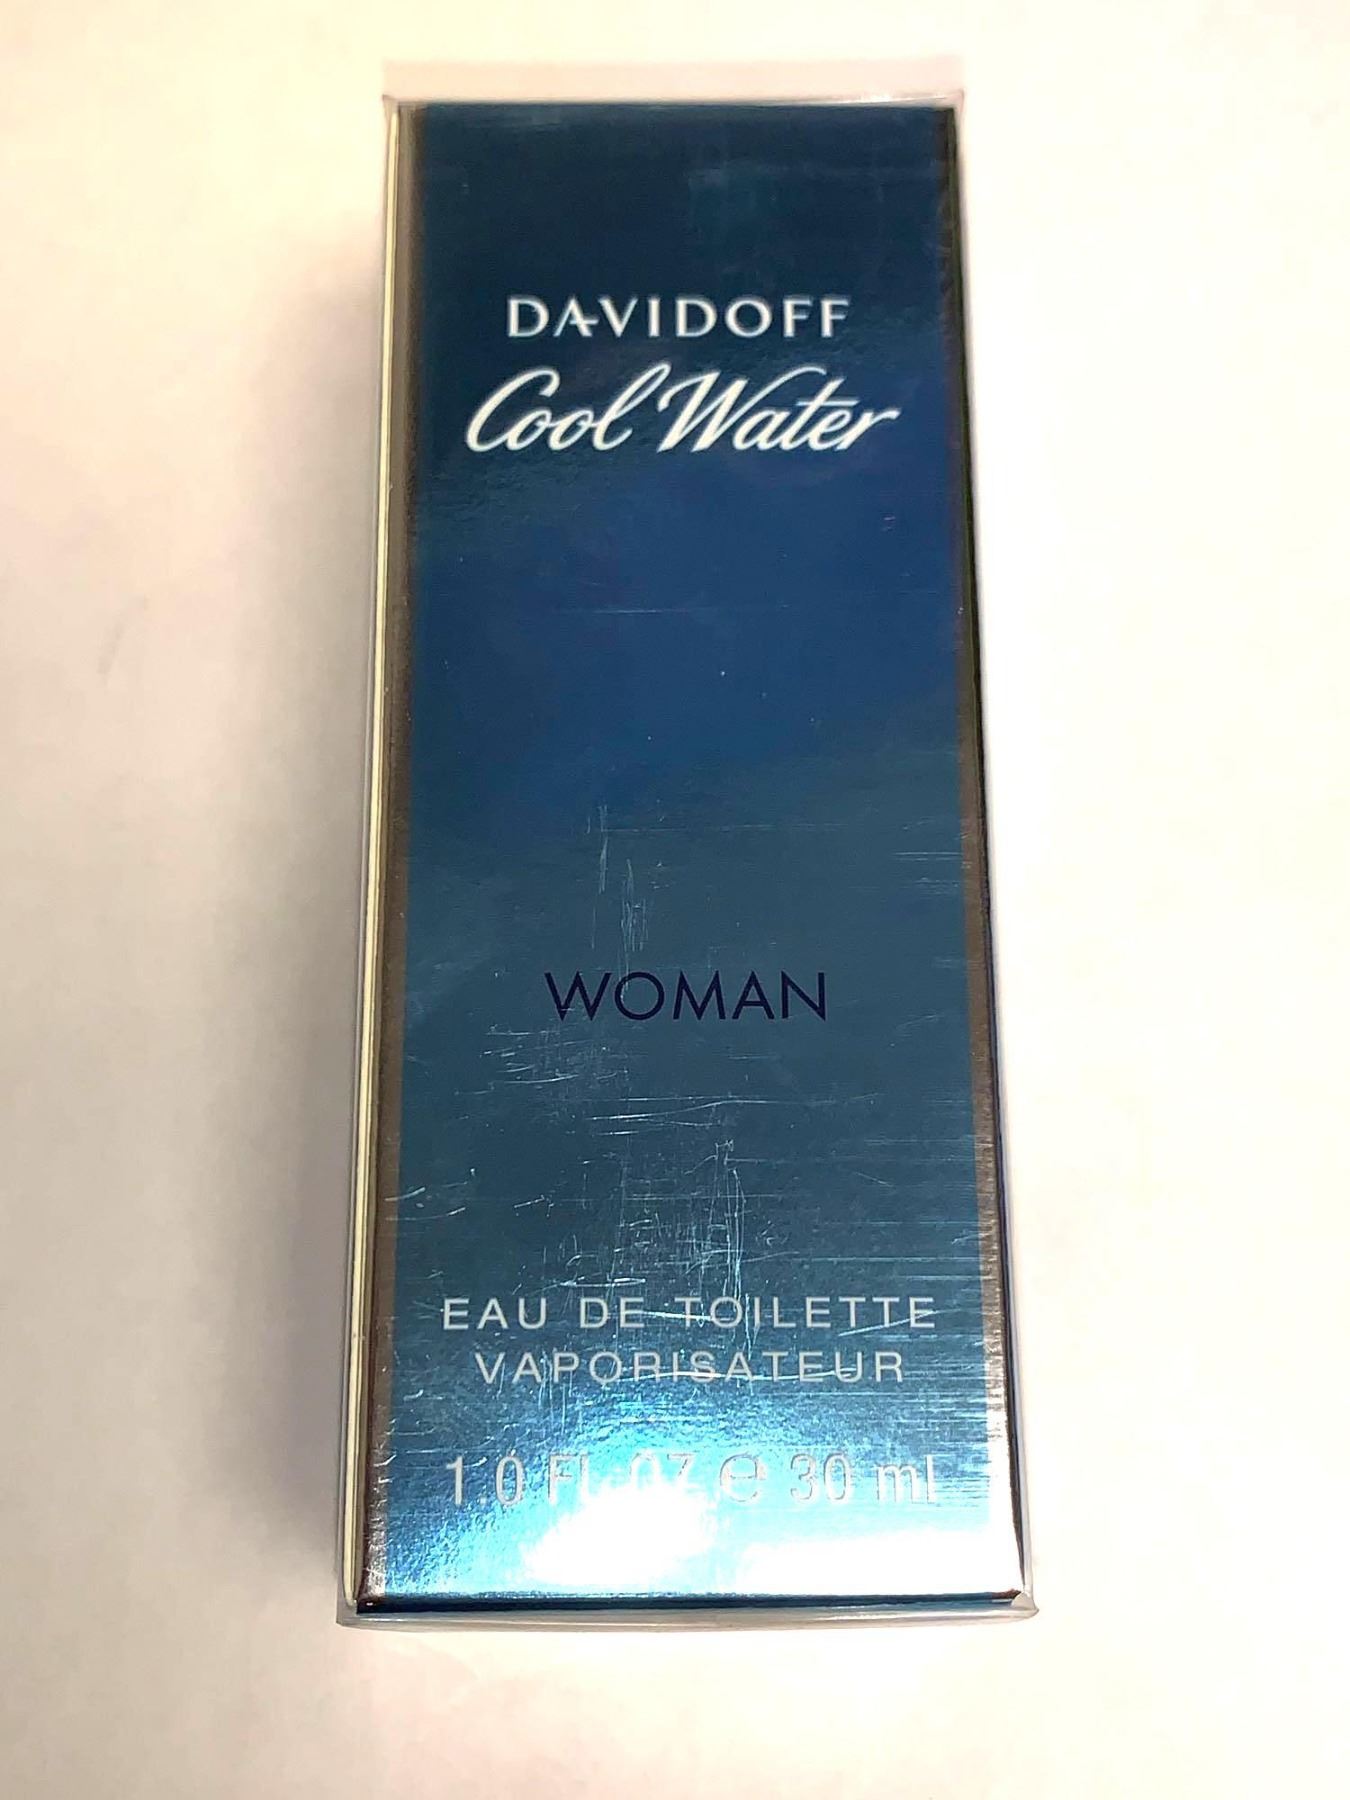 DAVIDOFF
Cool Water
WOMAN
EAU DE TOILETTE
VAPORISATEUR
1.0 FL.OZ. ℮ 30 ml